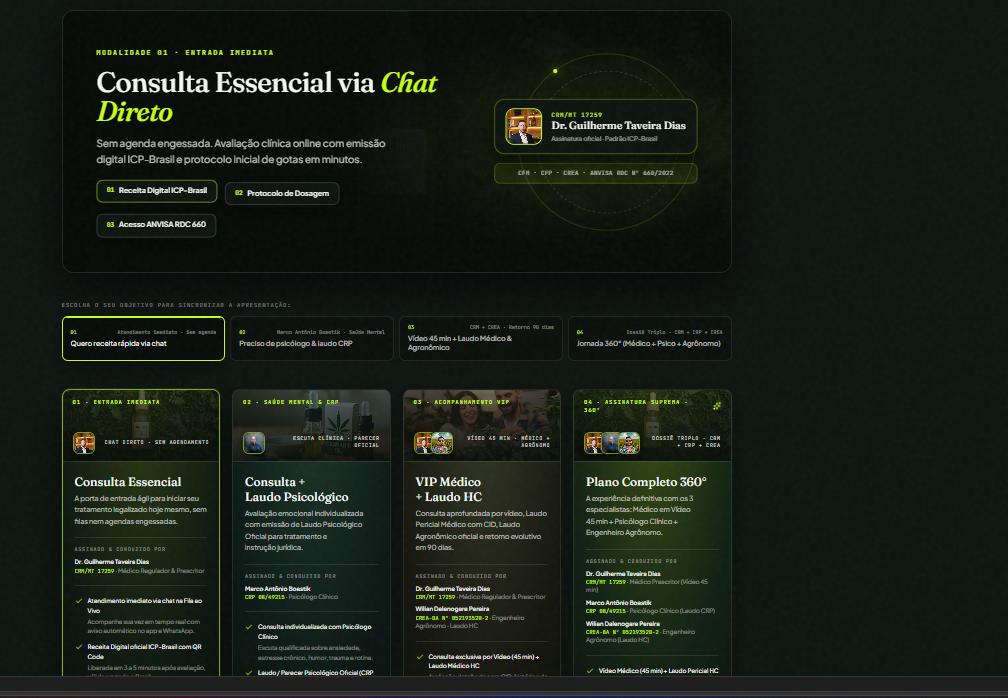 MODALIDADE 01 · ENTRADA IMEDIATA
Consulta Essencial via Chat
Direto
Sem agenda engessada. Avaliação clínica online com emissão
digital ICP-Brasil e protocolo inicial de gotas em minutos.
01 Receita Digital ICP-Brasil
02 Protocolo de Dosagem
03 Acesso ANVISA RDC 660
CRM/MT 17259
Dr. Guilherme Taveira Dias
Assinatura oficial · Padrão ICP-Brasil
CFM · CFP · CREA · ANVISA RDC Nº 660/2022
ESCOLHA O SEU OBJETIVO PARA SINCRONIZAR A APRESENTAÇÃO:
01 Atendimento Imediato · Sem agenda
Quero receita rápida via chat
02 Marco Antônio Boastik · Saúde Mental
Preciso de psicólogo & laudo CRP
03 CRM + CREA · Retorno 90 dias
Vídeo 45 min + Laudo Médico &
Agronômico
04 Dossiê Triplo · CRM + CFP + CREA
Jornada 360° (Médico + Psico + Agrônomo)
01 · ENTRADA IMEDIATA
CHAT DIRETO · SEM AGENDAMENTO
Consulta Essencial
A porta de entrada ágil para iniciar seu
tratamento legalizado hoje mesmo, sem
filas nem agendas engessadas.
ASSINADO & CONDUZIDO POR
Dr. Guilherme Taveira Dias
CRM/MT 17259 · Médico Regulador & Prescritor
Atendimento imediato via chat na Fila ao
Vivo
Acompanhe sua vez em tempo real com
aviso automático no app e WhatsApp.
Receita Digital oficial ICP-Brasil com QR
Code
Liberada em 3 a 5 minutos após avaliação,
02 · SAÚDE MENTAL & CRP
ESCUTA CLÍNICA · PARECER
OFICIAL
Consulta +
Laudo Psicológico
Avaliação emocional individualizada
com emissão de Laudo Psicológico
Oficial para tratamento e
instrução jurídica.
ASSINADO & CONDUZIDO POR
Marco Antônio Boastik
CRP 08/49215 · Psicólogo Clínico
Consulta individualizada com Psicólogo
Clínico
Escuta qualificada sobre ansiedade,
estresse crônico, humor, trauma e rotina.
Laudo / Parecer Psicológico Oficial (CRP
03 · ACOMPANHAMENTO VIP
VÍDEO 45 MIN · MÉDICO +
AGRÔNOMO
VIP Médico
+ Laudo HC
Consulta aprofundada por vídeo, Laudo
Pericial Médico com CID, Laudo
Agronômico oficial e retorno evolutivo
em 90 dias.
ASSINADO & CONDUZIDO POR
Dr. Guilherme Taveira Dias
CRM/MT 17259 · Médico Regulador & Prescritor
Wilian Delenogare Pereira
CREA-BA Nº 052193528-2 · Engenheiro
Agrônomo · Laudo HC
Consulta exclusiva por Vídeo (45 min) +
Laudo Médico HC
04 · ASSINATURA SUPREMA ·
360°
DOSSIÊ TRIPLO · CRM
+ CRP + CREA
Plano Completo 360°
A experiência definitiva com os 3
especialistas: Médico em Vídeo
45 min + Psicólogo Clínico +
Engenheiro Agrônomo.
ASSINADO & CONDUZIDO POR
Dr. Guilherme Taveira Dias
CRM/MT 17259 · Médico Prescritor (Vídeo 45
min)
Marco Antônio Boastik
CRP 08/49215 · Psicólogo Clínico (Laudo CRP)
Wilian Delenogare Pereira
CREA-BA Nº 052193528-2 · Engenheiro
Agrônomo (Laudo HC)
Vídeo Médico (45 min) + Laudo Pericial HC